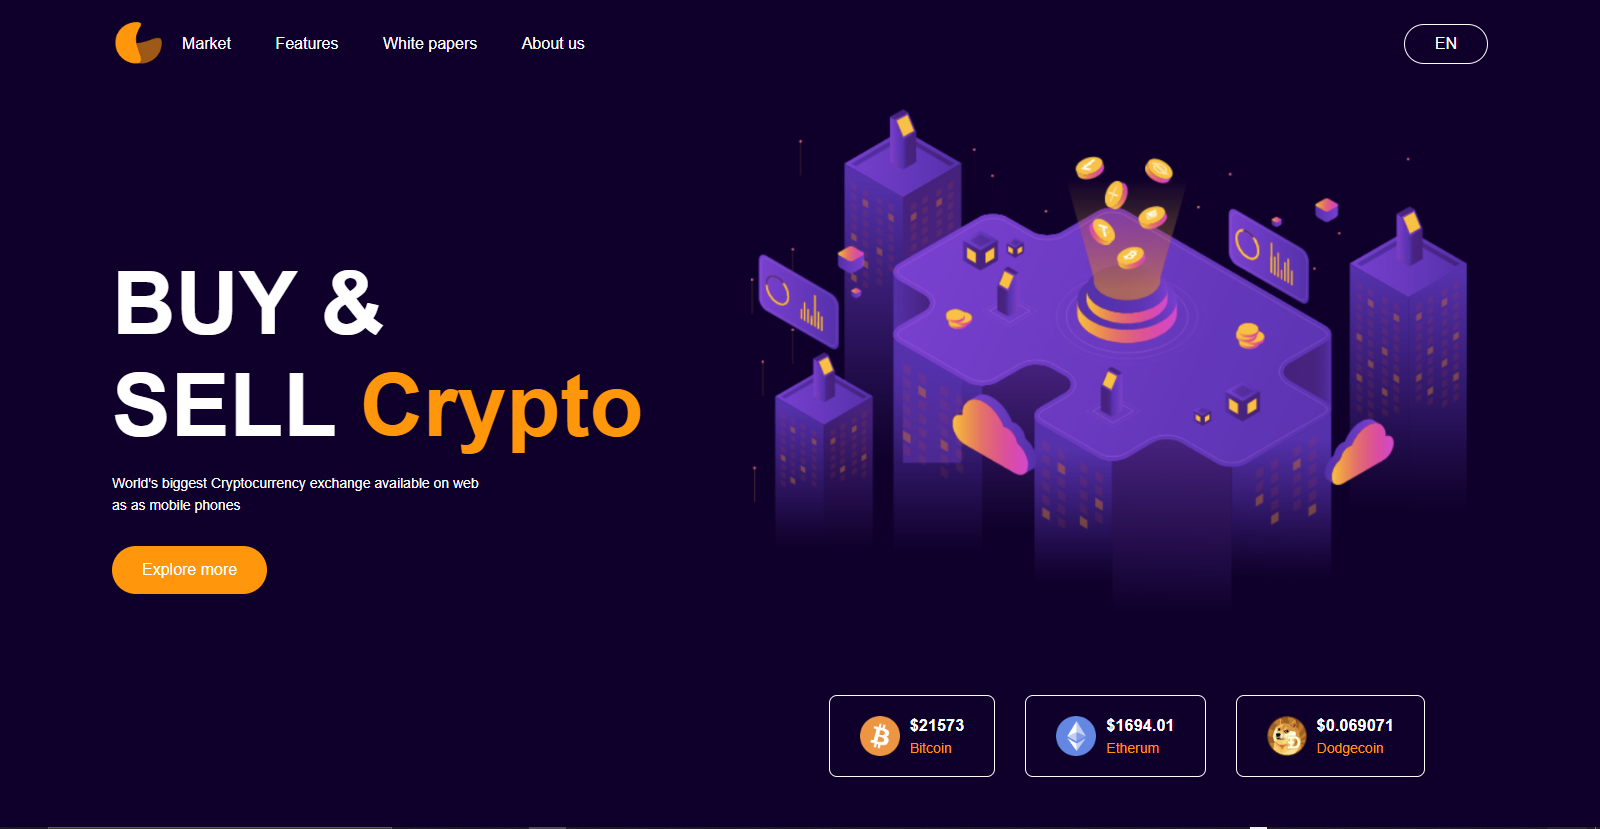 Market
Features
White papers
About us
EN
BUY &
SELL Crypto
World's biggest Cryptocurrency exchange available on web
as as mobile phones
Explore more
$21573
Bitcoin
$1694.01
Etherum
$0.069071
Dodgecoin